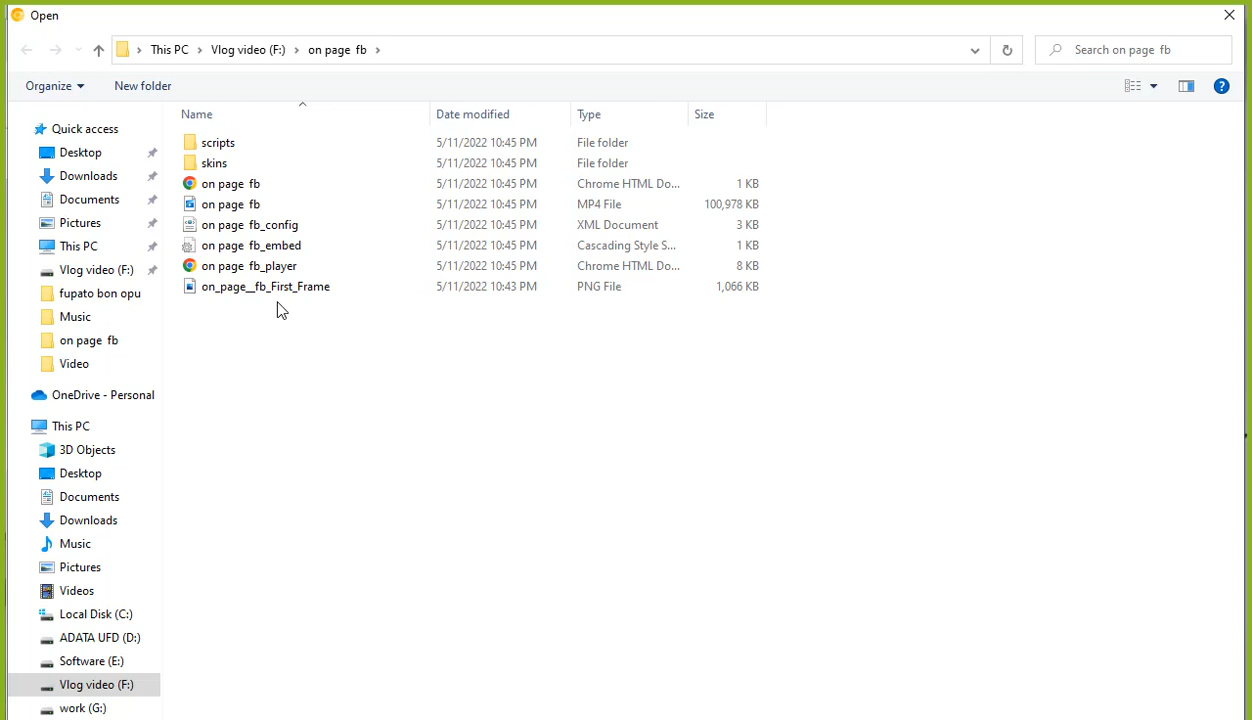 Open
This PC > Vlog video (F:) > on page fb >
Search on page fb
Organize
New folder
Name Date modified Type Size
scripts 5/11/2022 10:45 PM File folder
skins 5/11/2022 10:45 PM File folder
on page fb 5/11/2022 10:45 PM Chrome HTML Do... 1 KB
on page fb 5/11/2022 10:45 PM MP4 File 100,978 KB
on page fb_config 5/11/2022 10:45 PM XML Document 3 KB
on page fb_embed 5/11/2022 10:45 PM Cascading Style S... 1 KB
on page fb_player 5/11/2022 10:45 PM Chrome HTML Do... 8 KB
on_page__fb_First_Frame 5/11/2022 10:43 PM PNG File 1,066 KB
Quick access
Desktop
Downloads
Documents
Pictures
This PC
Vlog video (F:)
fupato bon opu
Music
on page fb
Video
OneDrive - Personal
This PC
3D Objects
Desktop
Documents
Downloads
Music
Pictures
Videos
Local Disk (C:)
ADATA UFD (D:)
Software (E:)
Vlog video (F:)
work (G:)